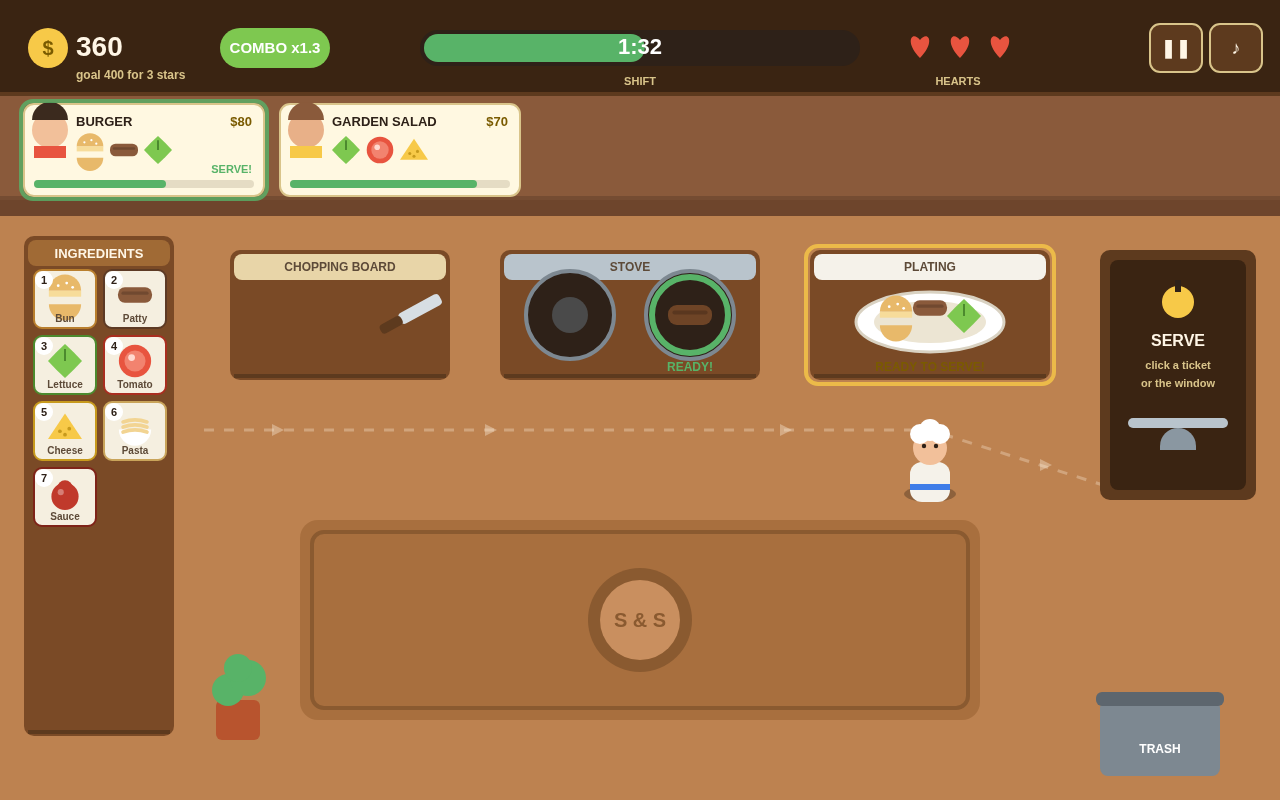 $ 360
goal 400 for 3 stars
COMBO x1.3
1:32
SHIFT
HEARTS
BURGER $80
SERVE!
GARDEN SALAD $70
INGREDIENTS
1 Bun
2 Patty
3 Lettuce
4 Tomato
5 Cheese
6 Pasta
7 Sauce
CHOPPING BOARD
STOVE
READY!
PLATING
READY TO SERVE!
SERVE
click a ticket
or the window
S & S
TRASH